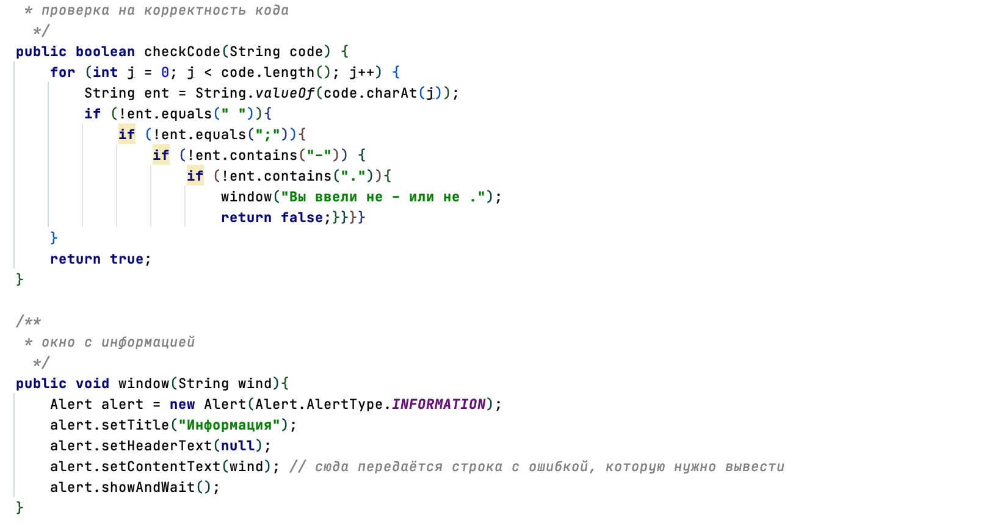 * проверка на корректность кода
*/
public boolean checkCode(String code) {
for (int j = 0; j < code.length(); j++) {
String ent = String.valueOf(code.charAt(j));
if (!ent.equals(" ")){
if (!ent.equals(";")){
if (!ent.contains("-")) {
if (!ent.contains(".")){
window("Вы ввели не - или не .");
return false;}}}}
}
return true;
}
/**
* окно с информацией
*/
public void window(String wind){
Alert alert = new Alert(Alert.AlertType.INFORMATION);
alert.setTitle("Информация");
alert.setHeaderText(null);
alert.setContentText(wind); // сюда передаётся строка с ошибкой, которую нужно вывести
alert.showAndWait();
}